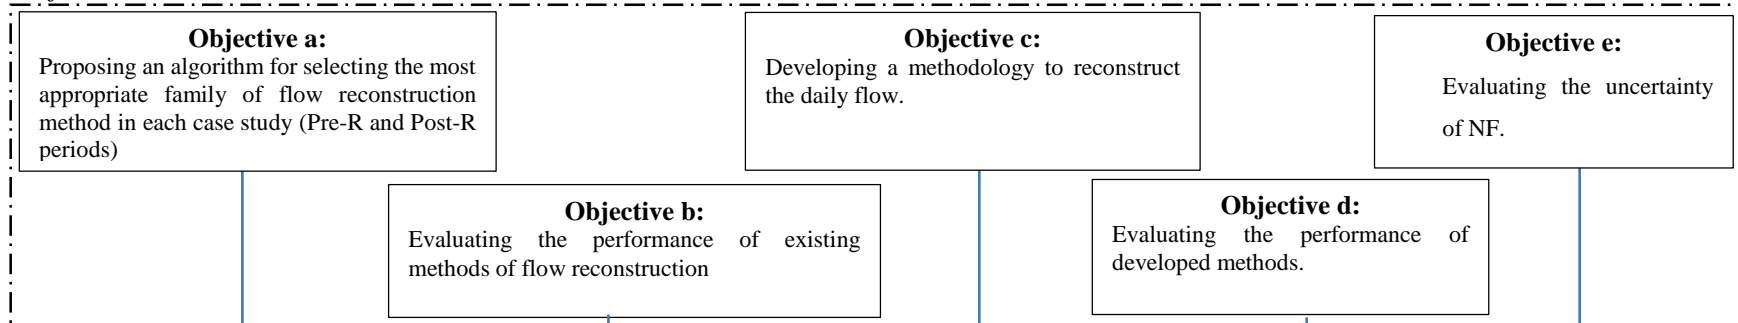 Objective a:
Proposing an algorithm for selecting the most
appropriate family of flow reconstruction
method in each case study (Pre-R and Post-R
periods)
Objective b:
Evaluating the performance of existing
methods of flow reconstruction
Objective c:
Developing a methodology to reconstruct
the daily flow.
Objective d:
Evaluating the performance of
developed methods.
Objective e:
Evaluating the uncertainty
of NF.